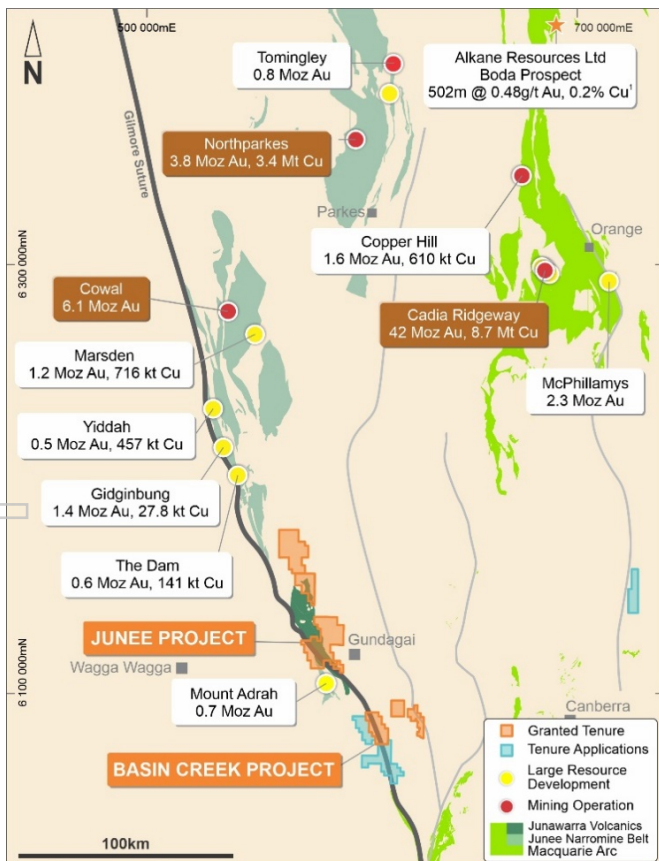 500 000mE
700 000mE
N
Tomingley
0.8 Moz Au
Alkane Resources Ltd
Boda Prospect
502m @ 0.48g/t Au, 0.2% Cu¹
Gilmore Suture
Northparkes
3.8 Moz Au, 3.4 Mt Cu
Parkes
Copper Hill
1.6 Moz Au, 610 kt Cu
Orange
6 300 000mN
Cowal
6.1 Moz Au
Cadia Ridgeway
42 Moz Au, 8.7 Mt Cu
Marsden
1.2 Moz Au, 716 kt Cu
McPhillamys
2.3 Moz Au
Yiddah
0.5 Moz Au, 457 kt Cu
Gidginbung
1.4 Moz Au, 27.8 kt Cu
The Dam
0.6 Moz Au, 141 kt Cu
JUNEE PROJECT
Gundagai
Wagga Wagga
6 100 000mN
Mount Adrah
0.7 Moz Au
Canberra
BASIN CREEK PROJECT
Granted Tenure
Tenure Applications
Large Resource
Development
Mining Operation
Junawarra Volcanics
Junee Narromine Belt
Macquarie Arc
100km